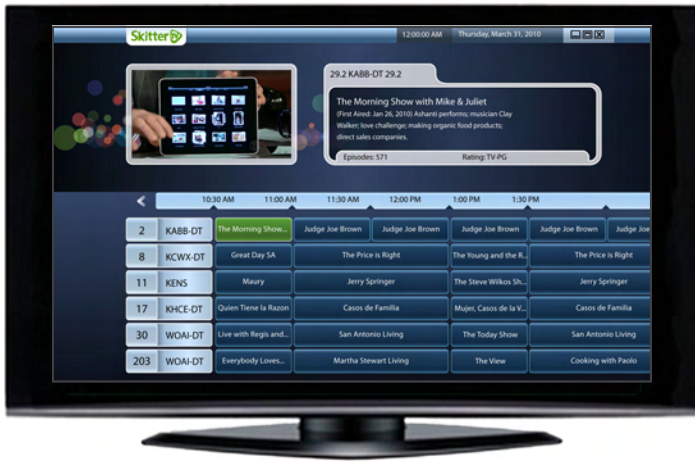 Skitter TV
12:00:00 AM Thursday, March 31, 2010
29.2 KABB-DT 29.2
The Morning Show with Mike & Juliet
(First Aired: Jan 26, 2010) Ashanti performs; musician Clay
Walker; love challenge; making organic food products;
direct sales companies.
Episodes: 571 Rating: TV-PG
10:30 AM 11:00 AM 11:30 AM 12:00 PM 1:00 PM 1:30 PM
2 KABB-DT The Morning Show... Judge Joe Brown Judge Joe Brown Judge Joe Brown Judge Joe Brown Judge Joe
8 KCWX-DT Great Day SA The Price is Right The Young and the R... The Price is Right
11 KENS Maury Jerry Springer The Steve Wilkos Sh... Jerry Springer
17 KHCE-DT Quien Tiene la Razon Casos de Familia Mujer, Casos de la V... Casos de Familia
30 WOAI-DT Live with Regis and... San Antonio Living The Today Show San Antonio Living
203 WOAI-DT Everybody Loves... Martha Stewart Living The View Cooking with Paolo